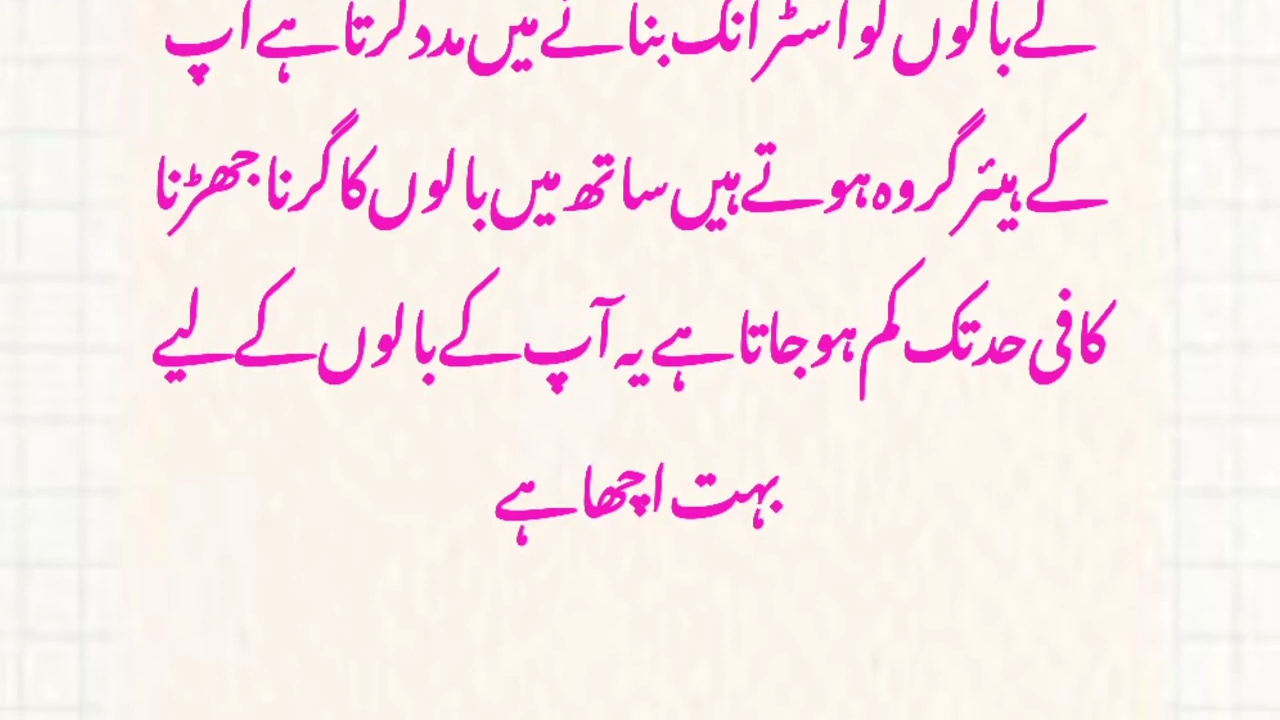 کے بالوں کو اسٹرانگ بنانے میں مدد کرتا ہے آپ
کے ہیئر گروہ ہوتے ہیں ساتھ میں بالوں کا گرنا جھڑنا
کافی حد تک کم ہو جاتا ہے یہ آپ کے بالوں کے لیے
بہت اچھا ہے